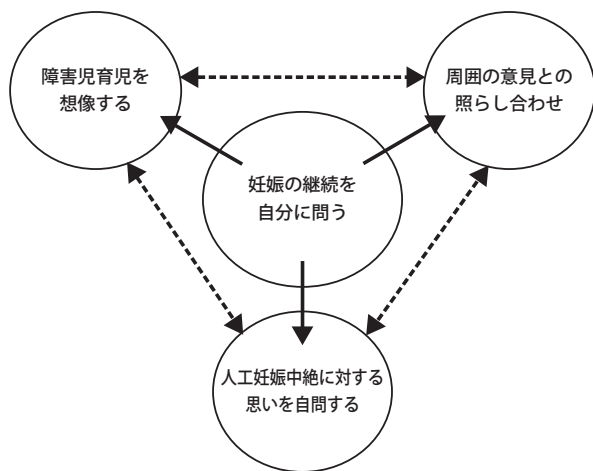 障害児育児を
想像する
周囲の意見との
照らし合わせ
妊娠の継続を
自分に問う
人工妊娠中絶に対する
思いを自問する